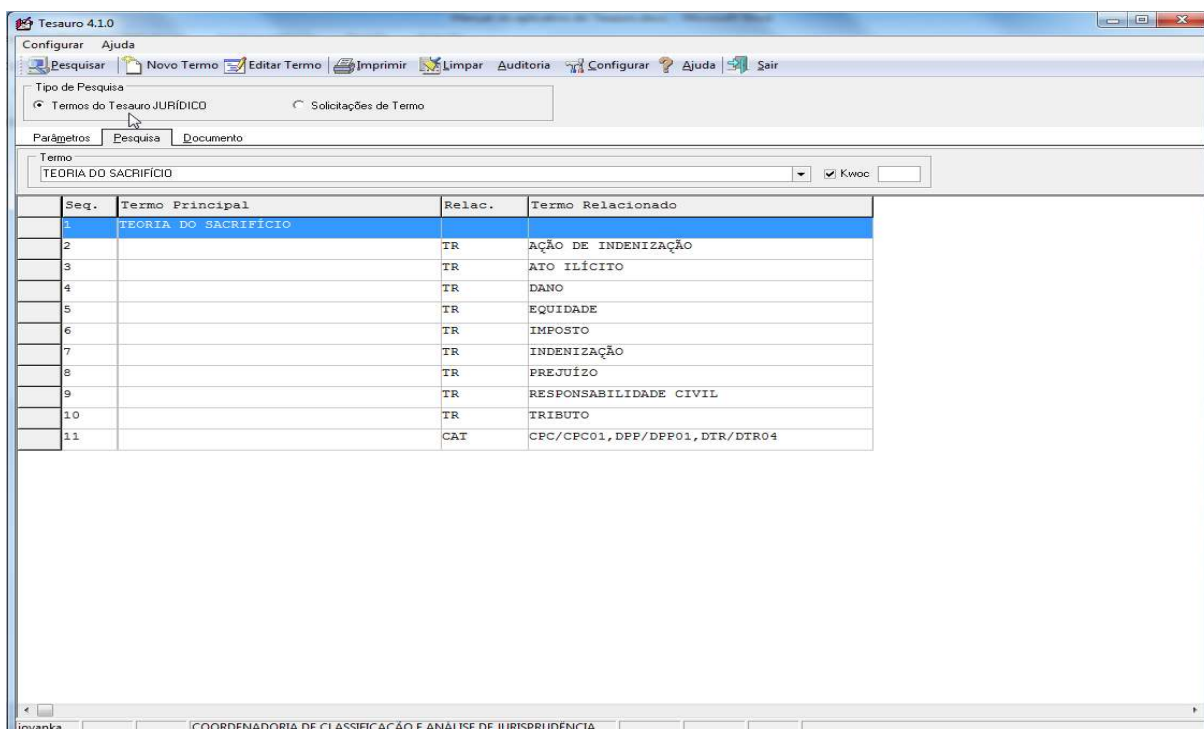 Tesauro 4.1.0
Configurar Ajuda
Pesquisar Novo Termo Editar Termo Imprimir Limpar Auditoria Configurar Ajuda Sair
Tipo de Pesquisa
Termos do Tesauro JURÍDICO Solicitações de Termo
Parâmetros Pesquisa Documento
Termo
TEORIA DO SACRIFÍCIO Kwoc
Seq. Termo Principal Relac. Termo Relacionado
1 TEORIA DO SACRIFÍCIO
2 TR AÇÃO DE INDENIZAÇÃO
3 TR ATO ILÍCITO
4 TR DANO
5 TR EQUIDADE
6 TR IMPOSTO
7 TR INDENIZAÇÃO
8 TR PREJUÍZO
9 TR RESPONSABILIDADE CIVIL
10 TR TRIBUTO
11 CAT CPC/CPC01,DPP/DPP01,DTR/DTR04
jovanka COORDENADORIA DE CLASSIFICAÇÃO E ANÁLISE DE JURISPRUDÊNCIA